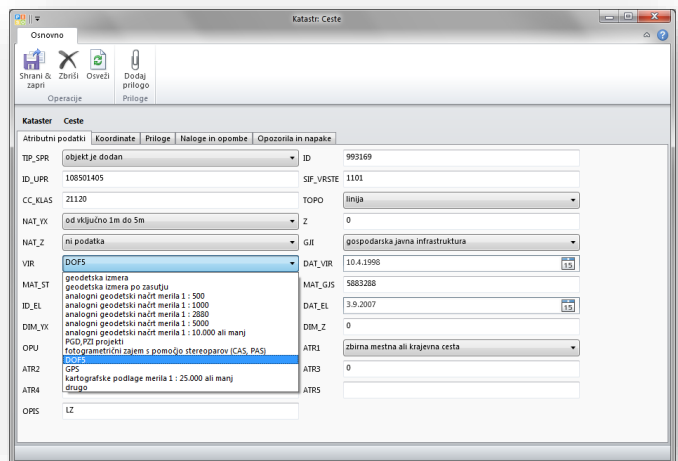 Katastr: Ceste
Osnovno
Shrani & zapri
Zbriši
Osveži
Dodaj prilogo
Operacije
Priloge
Kataster Ceste
Atributni podatki
Koordinate
Priloge
Naloge in opombe
Opozorila in napake
TIP_SPR objekt je dodan
ID 993169
ID_UPR 108501405
SIF_VRSTE 1101
CC_KLAS 21120
TOPO linija
NAT_YX od vključno 1m do 5m
Z 0
NAT_Z ni podatka
GJI gospodarska javna infrastruktura
VIR DOF5
DAT_VIR 10.4.1998 15
MAT_ST
MAT_GJS 5883288
ID_EL
DAT_EL 3.9.2007 15
DIM_YX
DIM_Z 0
OPU
ATR1 zbirna mestna ali krajevna cesta
ATR2
ATR3 0
ATR4
ATR5
OPIS LZ
geodetska izmera
geodetska izmera po zasutju
analogni geodetski načrt merila 1 : 500
analogni geodetski načrt merila 1 : 1000
analogni geodetski načrt merila 1 : 2880
analogni geodetski načrt merila 1 : 5000
analogni geodetski načrt merila 1 : 10.000 ali manj
PGD,PZI projekti
fotogrametrični zajem s pomočjo stereoparov (CAS, PAS)
DOF5
GPS
kartografske podlage merila 1 : 25.000 ali manj
drugo